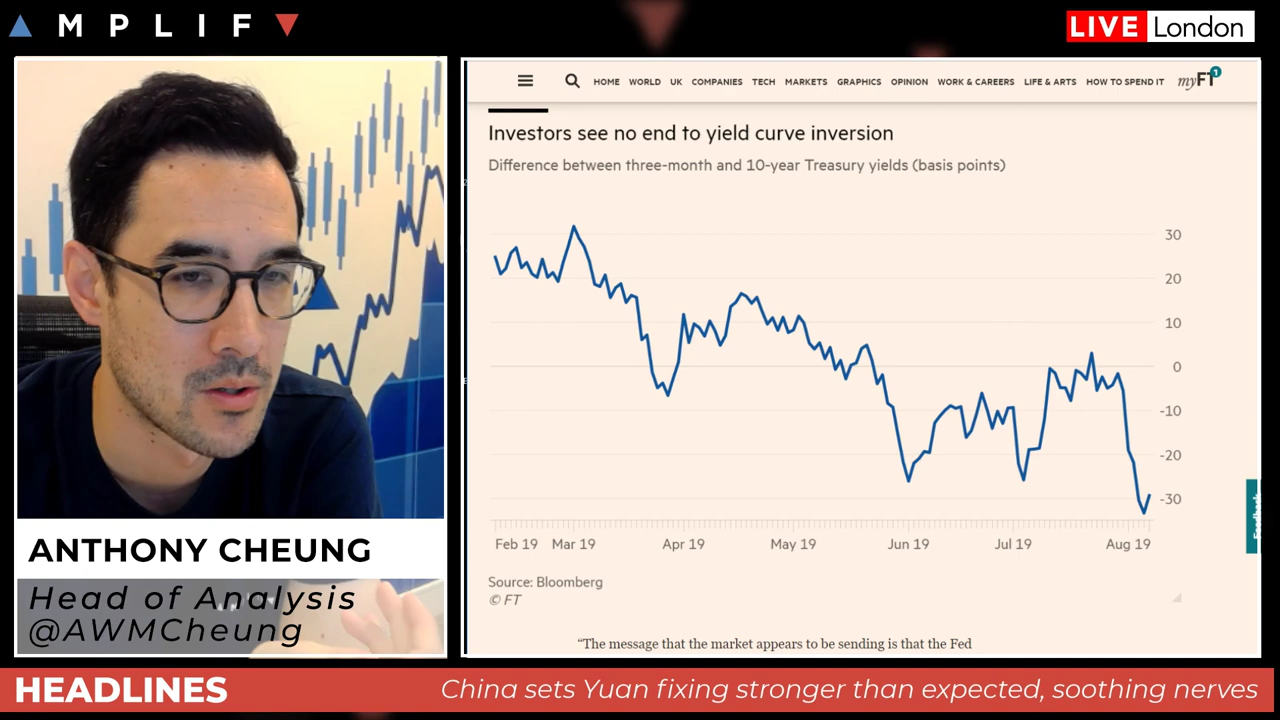 MPLIF
LIVE London
HOME WORLD UK COMPANIES TECH MARKETS GRAPHICS OPINION WORK & CAREERS LIFE & ARTS HOW TO SPEND IT myFT 1
Investors see no end to yield curve inversion
Difference between three-month and 10-year Treasury yields (basis points)
30
20
10
0
-10
-20
-30
Feb 19 Mar 19 Apr 19 May 19 Jun 19 Jul 19 Aug 19
Source: Bloomberg
© FT
“The message that the market appears to be sending is that the Fed
Feedback
ANTHONY CHEUNG
Head of Analysis
@AWMCheung
HEADLINES China sets Yuan fixing stronger than expected, soothing nerves